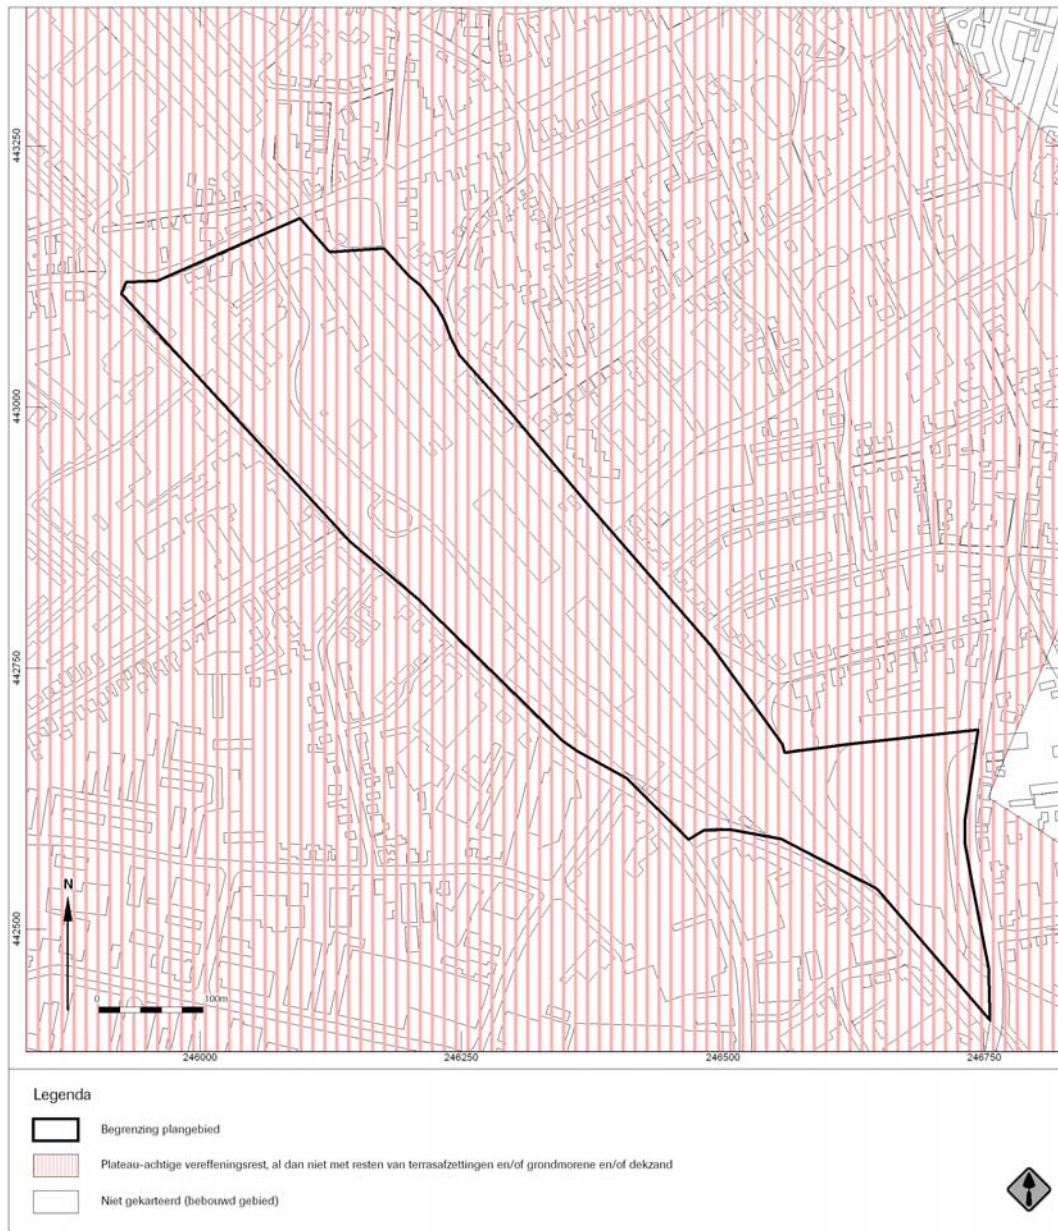 443250
443000
442750
442500
N
0 100m
246000 246250 246500 246750
Legenda
Begrenzing plangebied
Plateau-achtige vereffeningsrest, al dan niet met resten van terrasafzettingen en/of grondmorene en/of dekzand
Niet gekarteerd (bebouwd gebied)